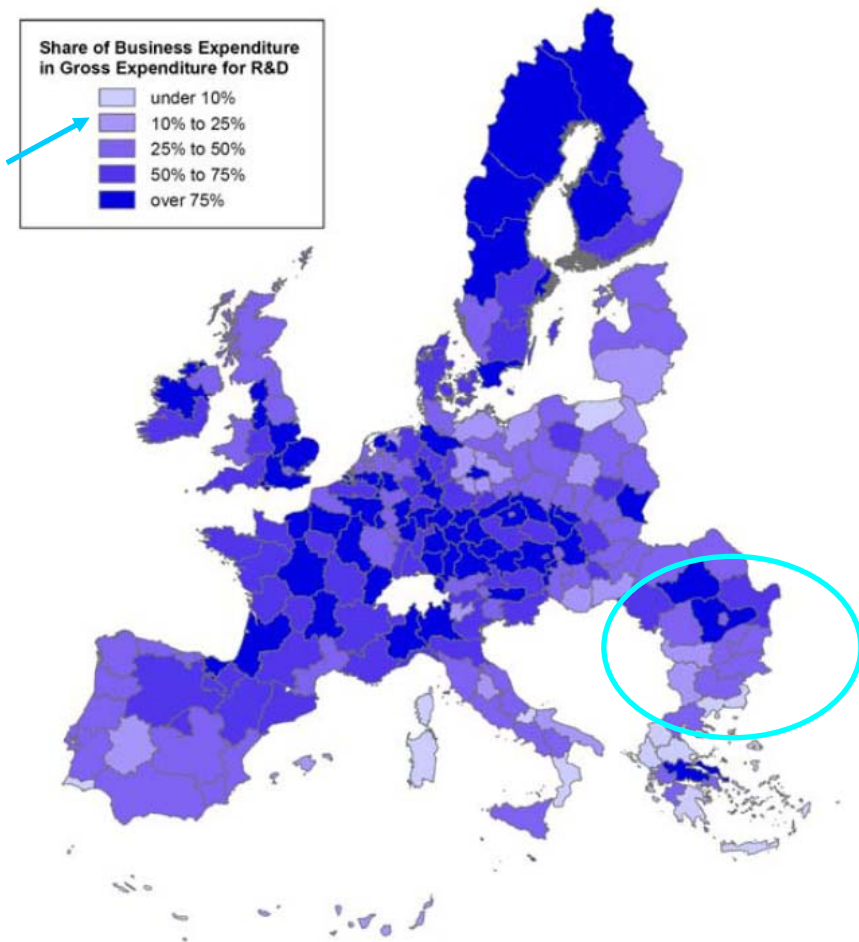 Share of Business Expenditure
in Gross Expenditure for R&D
under 10%
10% to 25%
25% to 50%
50% to 75%
over 75%